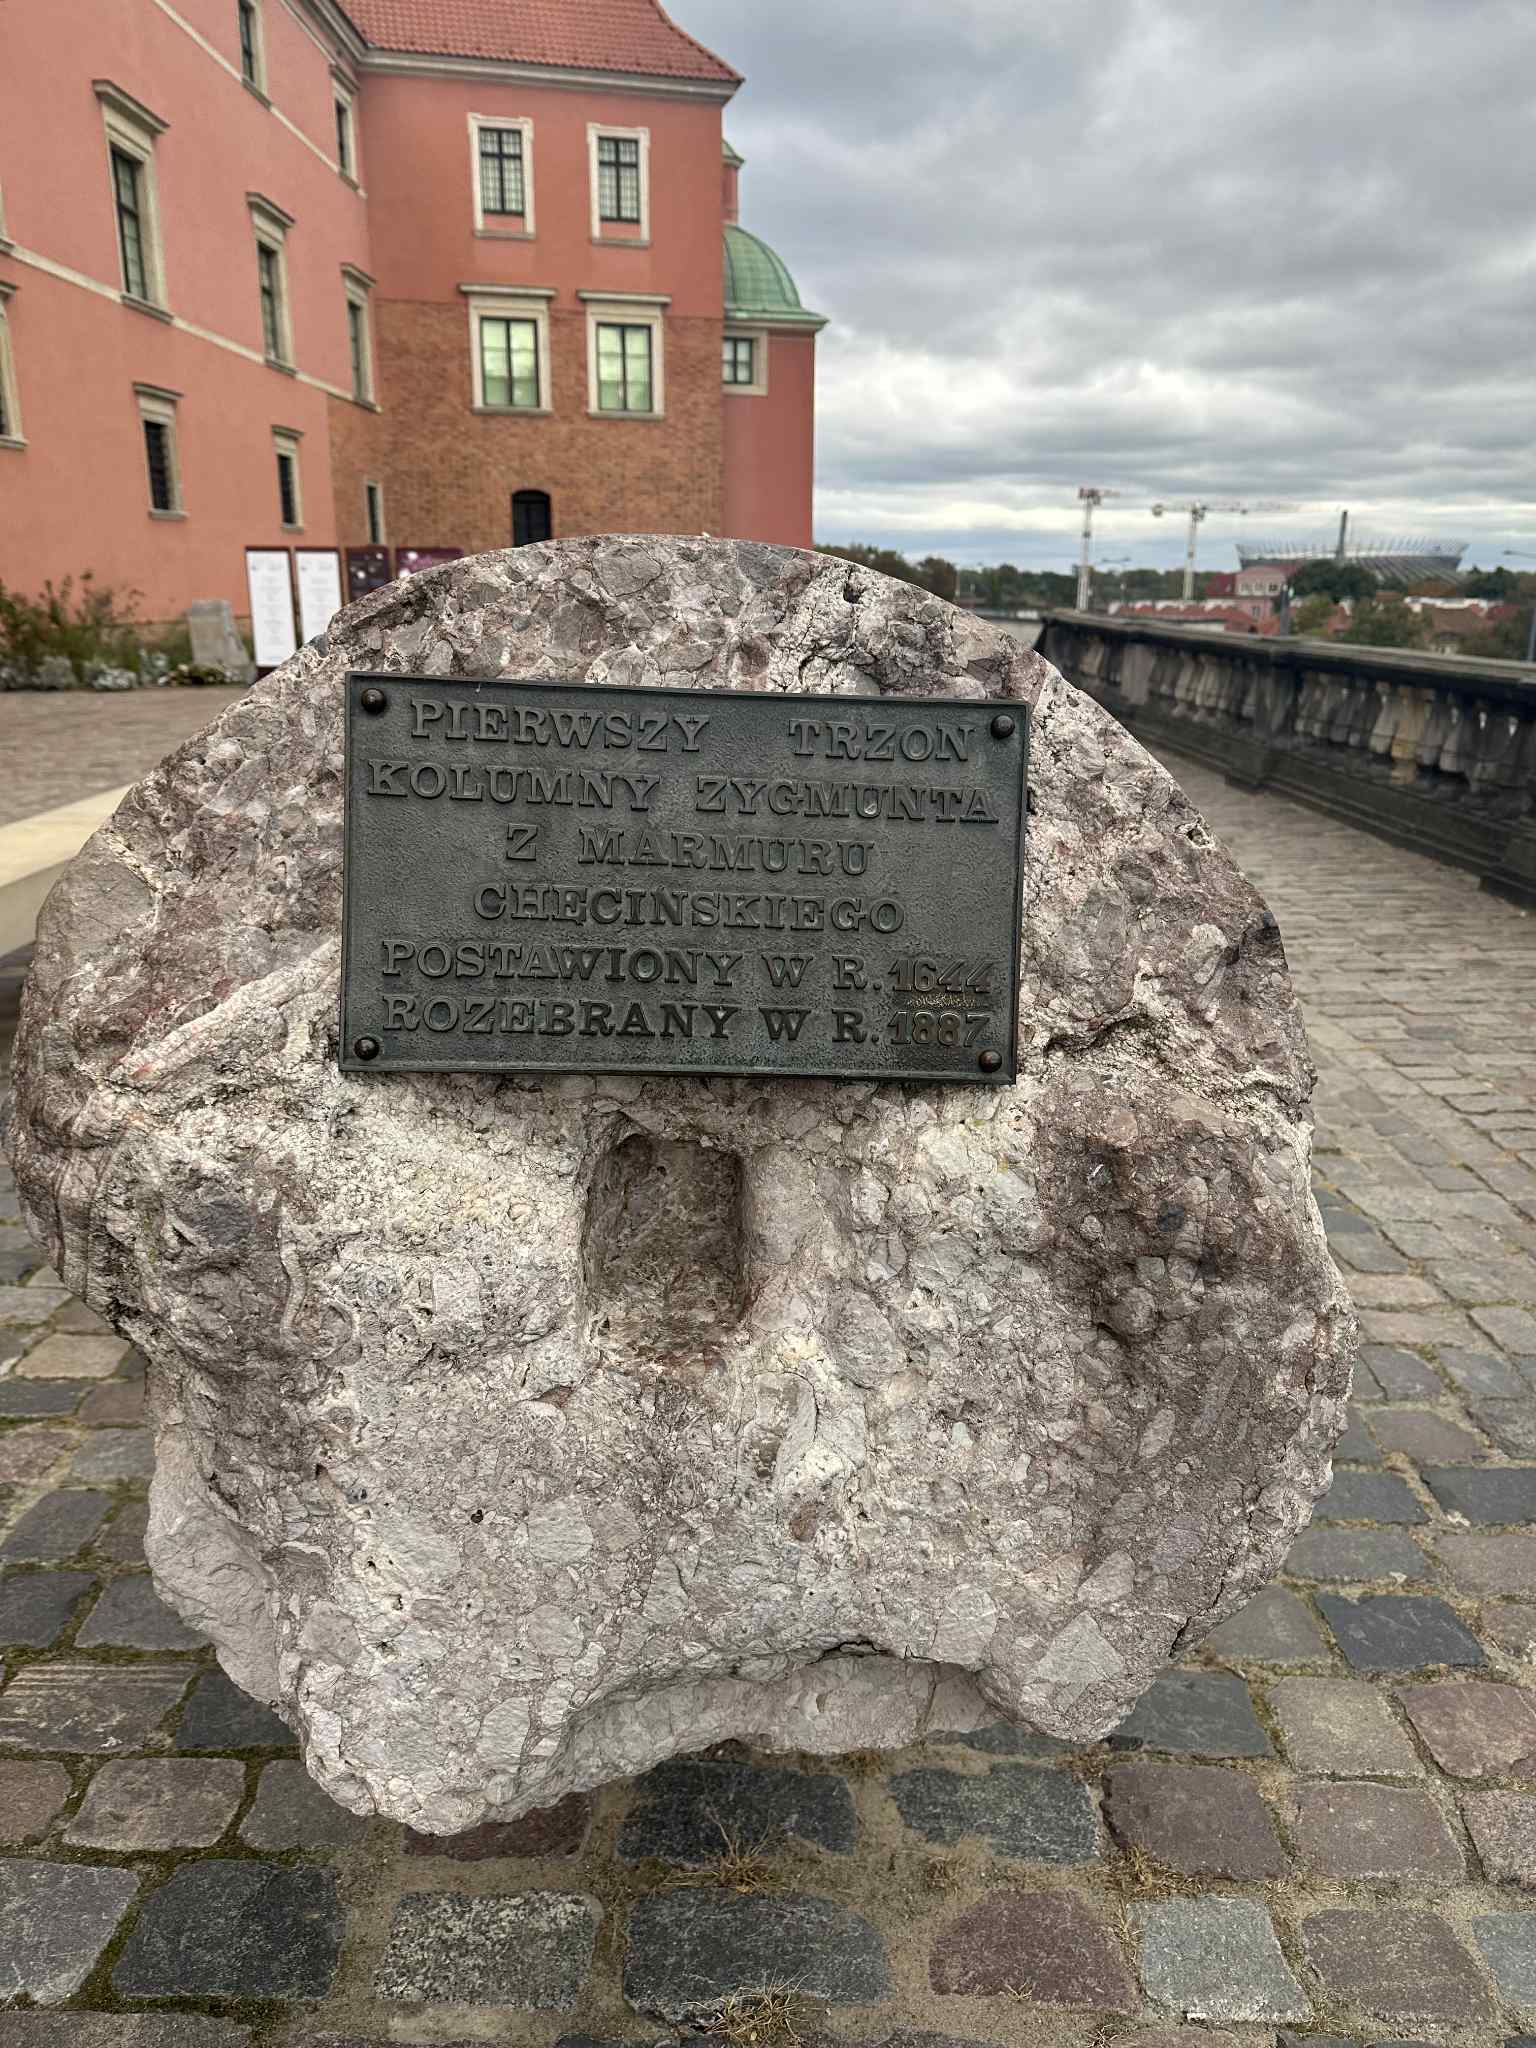 PIERWSZY TRZON
KOLUMNY ZYGMUNTA
Z MARMURU
CHĘCIŃSKIEGO
POSTAWIONY W R. 1644
ROZEBRANY W R. 1887